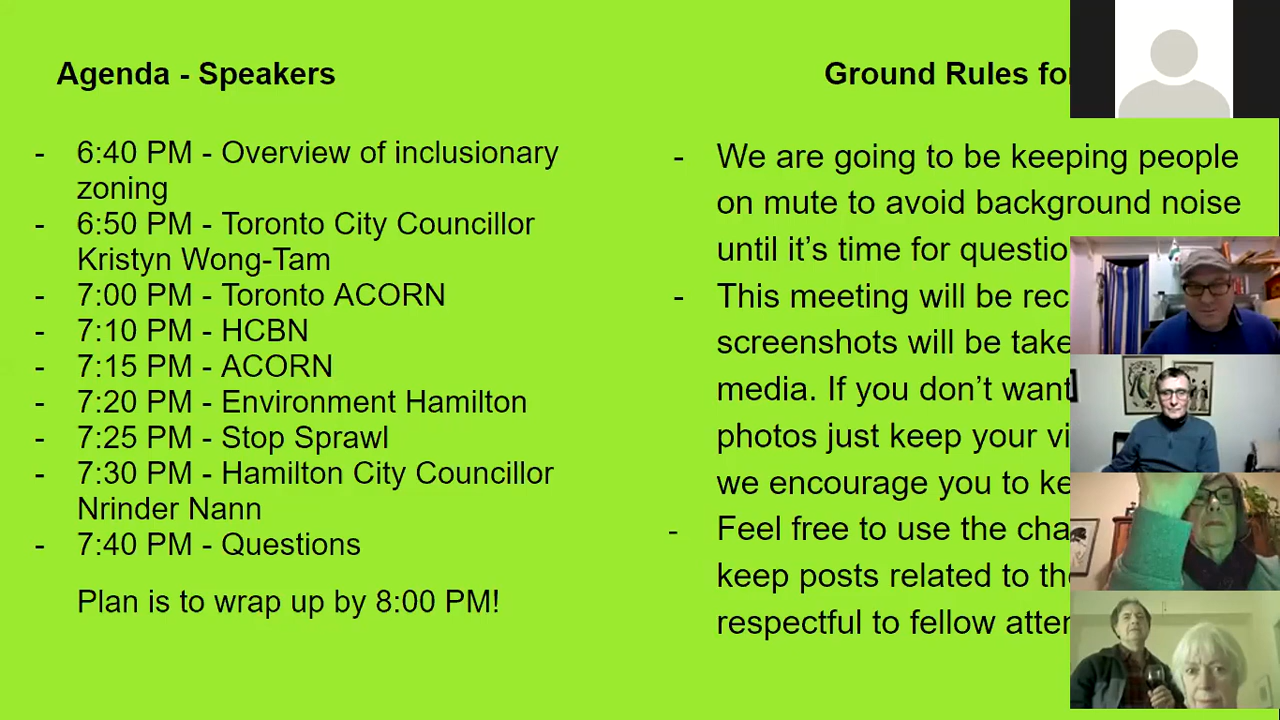 Agenda - Speakers
- 6:40 PM - Overview of inclusionary
zoning
- 6:50 PM - Toronto City Councillor
Kristyn Wong-Tam
- 7:00 PM - Toronto ACORN
- 7:10 PM - HCBN
- 7:15 PM - ACORN
- 7:20 PM - Environment Hamilton
- 7:25 PM - Stop Sprawl
- 7:30 PM - Hamilton City Councillor
Nrinder Nann
- 7:40 PM - Questions
Plan is to wrap up by 8:00 PM!
Ground Rules for
- We are going to be keeping people
on mute to avoid background noise
until it’s time for questio
- This meeting will be rec
screenshots will be take
media. If you don’t want
photos just keep your vi
we encourage you to ke
- Feel free to use the cha
keep posts related to the
respectful to fellow atten